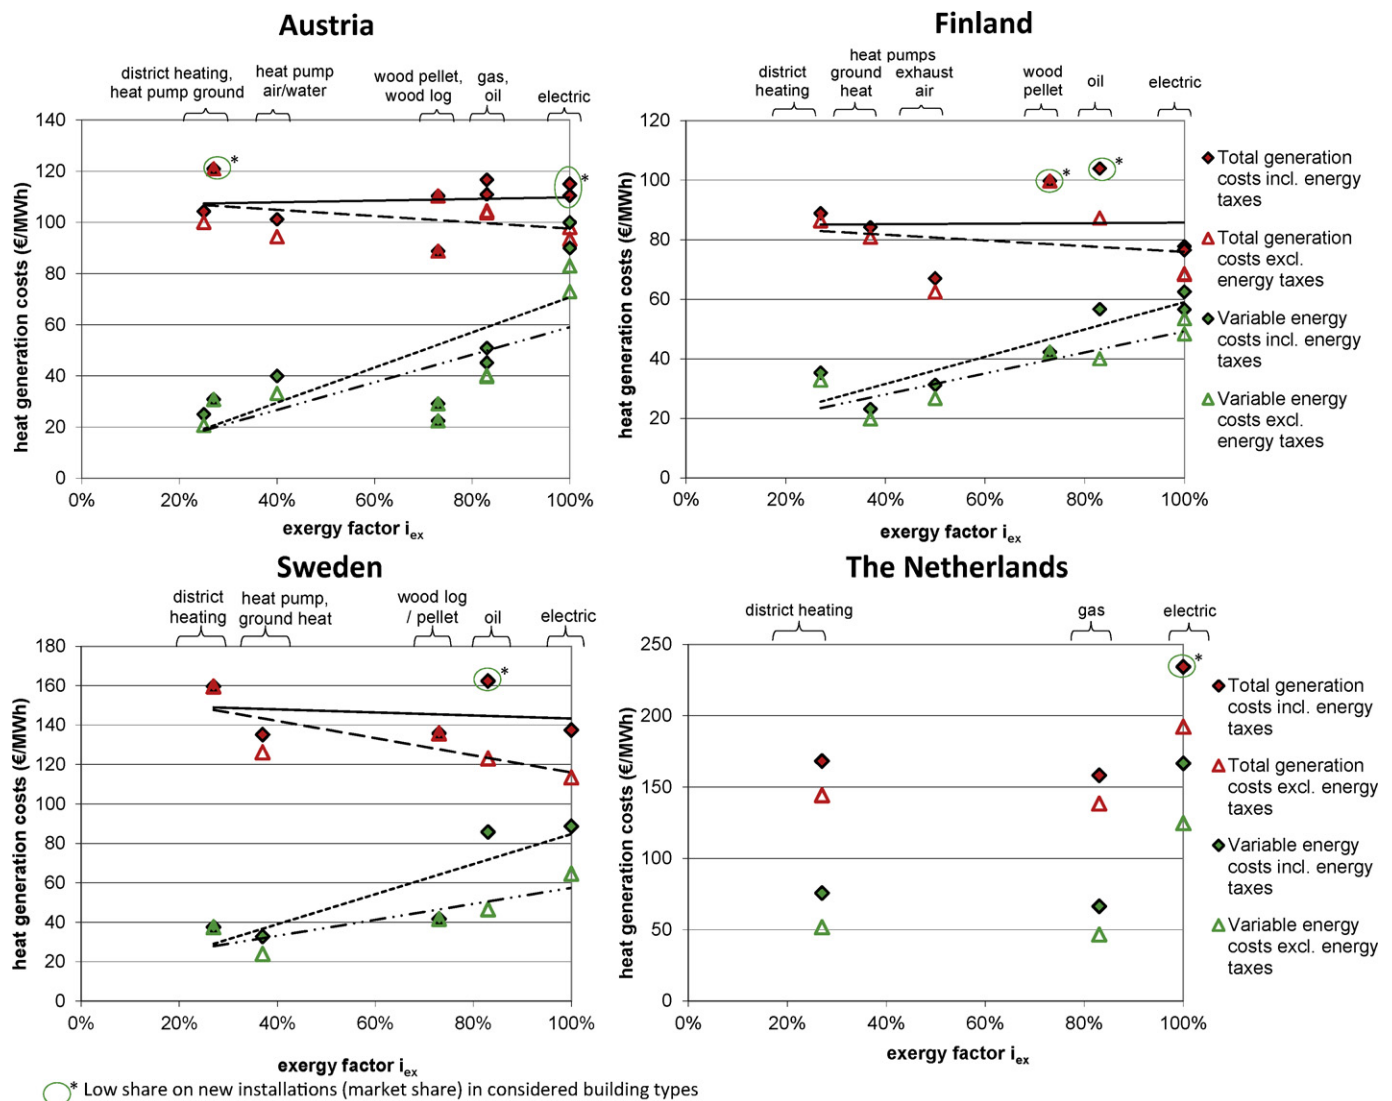 Austria
district heating,
heat pump ground
heat pump
air/water
wood pellet,
wood log
gas,
oil
electric
heat generation costs (€/MWh)
140
120
100
80
60
40
20
0
*
*
0%
20%
40%
60%
80%
100%
exergy factor iex
Finland
district
heating
heat pumps
ground
heat
exhaust
air
wood
pellet
oil
electric
heat generation costs (€/MWh)
120
100
80
60
40
20
0
*
*
0%
20%
40%
60%
80%
100%
exergy factor iex
Total generation
costs incl. energy
taxes
Total generation
costs excl.
energy taxes
Variable energy
costs incl. energy
taxes
Variable energy
costs excl.
energy taxes
Sweden
district
heating
heat pump,
ground heat
wood log
/ pellet
oil
electric
heat generation costs (€/MWh)
180
160
140
120
100
80
60
40
20
0
*
0%
20%
40%
60%
80%
100%
exergy factor iex
The Netherlands
district heating
gas
electric
heat generation costs (€/MWh)
250
200
150
100
50
0
*
0%
20%
40%
60%
80%
100%
exergy factor iex
Total generation
costs incl. energy
taxes
Total generation
costs excl. energy
taxes
Variable energy
costs incl. energy
taxes
Variable energy
costs excl. energy
taxes
* Low share on new installations (market share) in considered building types